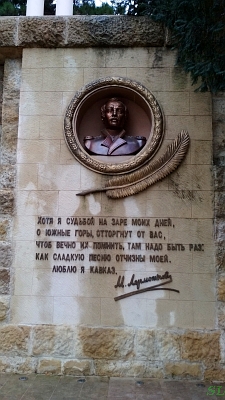 ХОТЯ Я СУДЬБОЙ НА ЗАРЕ МОИХ ДНЕЙ,
О ЮЖНЫЕ ГОРЫ, ОТТОРГНУТ ОТ ВАС,
ЧТОБ ВЕЧНО ИХ ПОМНИТЬ, ТАМ НАДО БЫТЬ РАЗ:
КАК СЛАДКУЮ ПЕСНЮ ОТЧИЗНЫ МОЕЙ,
ЛЮБЛЮ Я КАВКАЗ.
М. Лермонтов